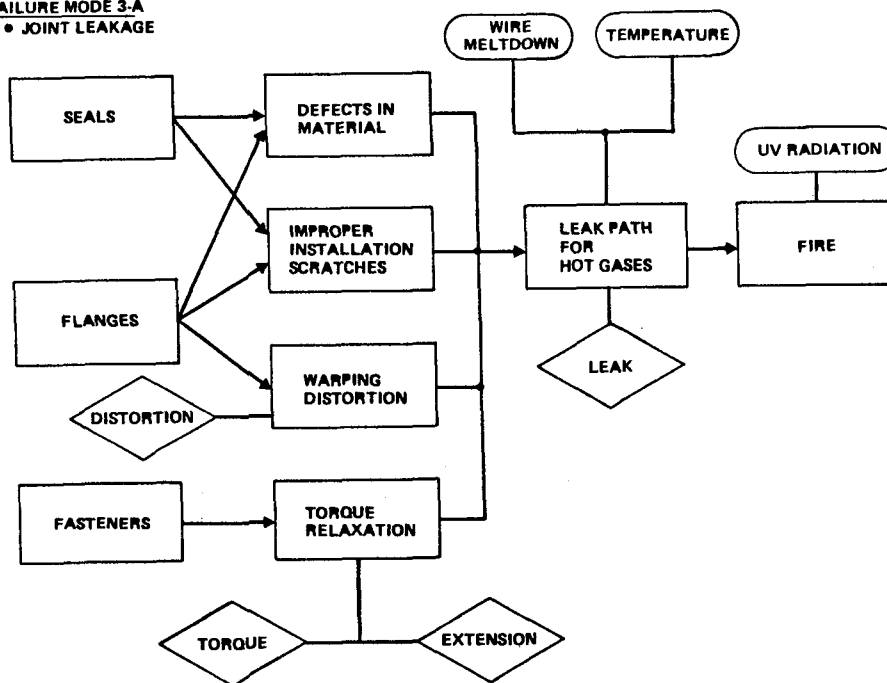 AILURE MODE 3-A
• JOINT LEAKAGE
WIRE
MELTDOWN
TEMPERATURE
SEALS
DEFECTS IN
MATERIAL
UV RADIATION
IMPROPER
INSTALLATION
SCRATCHES
LEAK PATH
FOR
HOT GASES
FIRE
FLANGES
WARPING
DISTORTION
LEAK
DISTORTION
FASTENERS
TORQUE
RELAXATION
TORQUE
EXTENSION